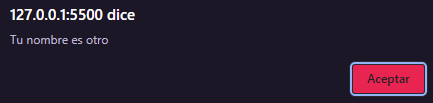 127.0.0.1:5500 dice
Tu nombre es otro
Aceptar